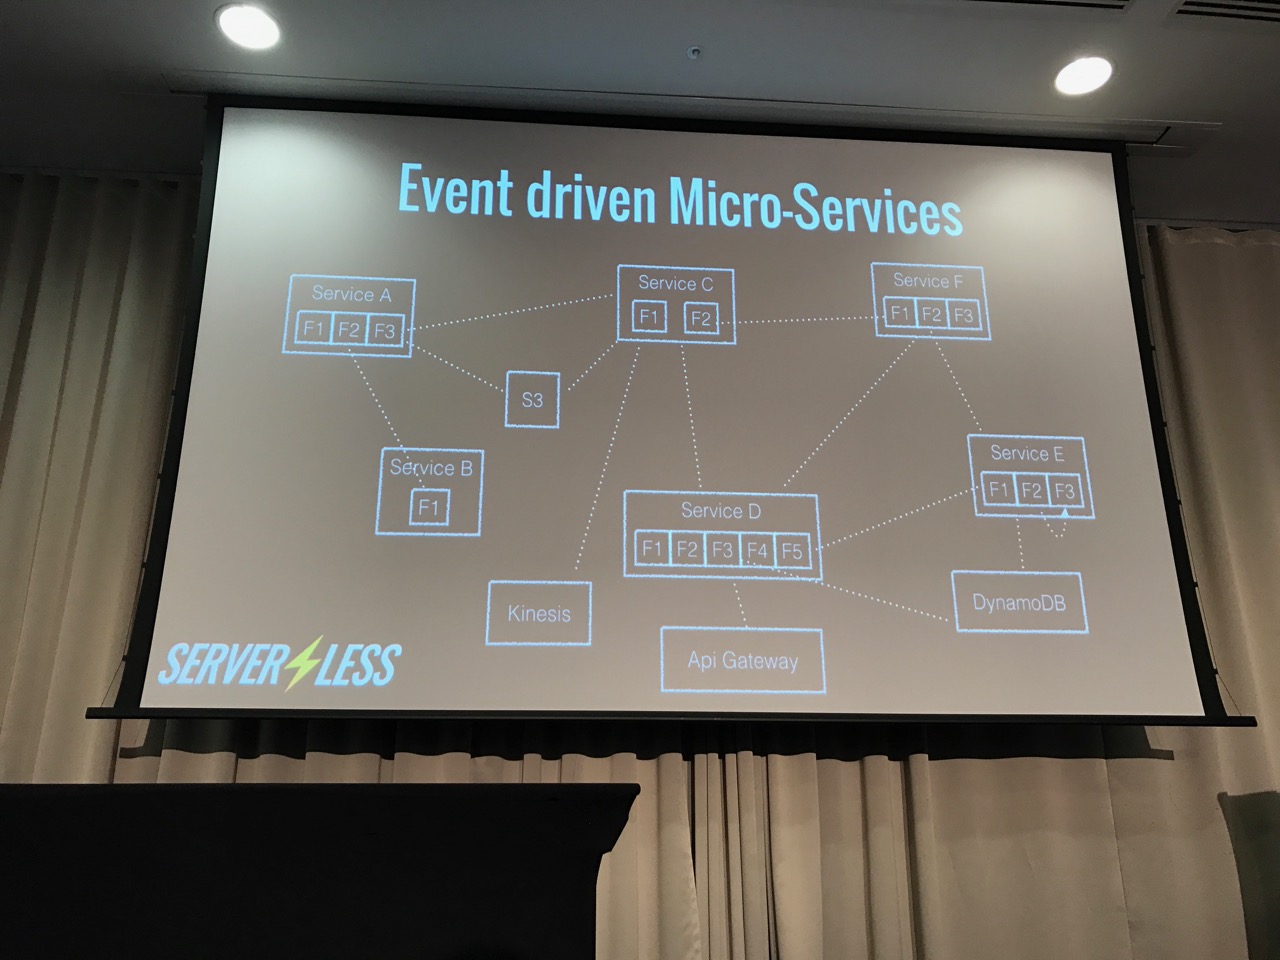 Event driven Micro-Services
Service A
F1 F2 F3
Service C
F1 F2
Service F
F1 F2 F3
S3
Service B
F1
Service E
F1 F2 F3
Service D
F1 F2 F3 F4 F5
Kinesis
DynamoDB
Api Gateway
SERVERLESS